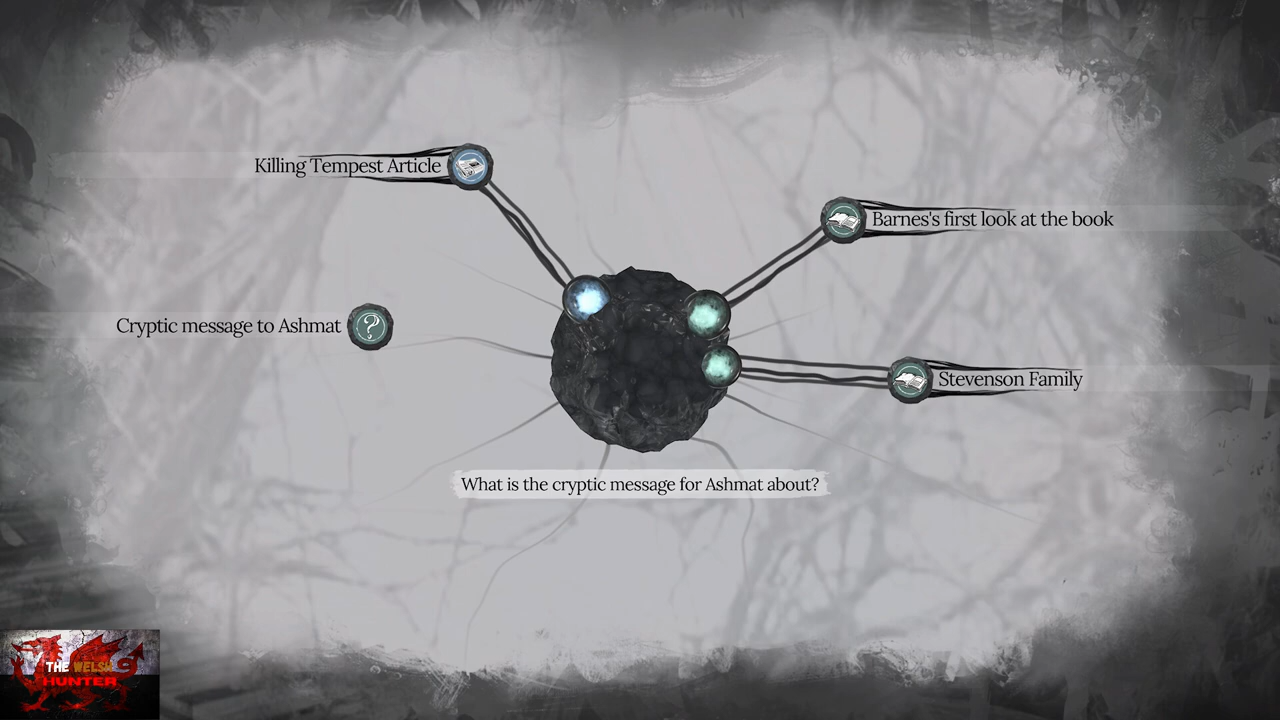 Killing Tempest Article
Barnes's first look at the book
Cryptic message to Ashmat
Stevenson Family
What is the cryptic message for Ashmat about?
THE WELSH
HUNTER